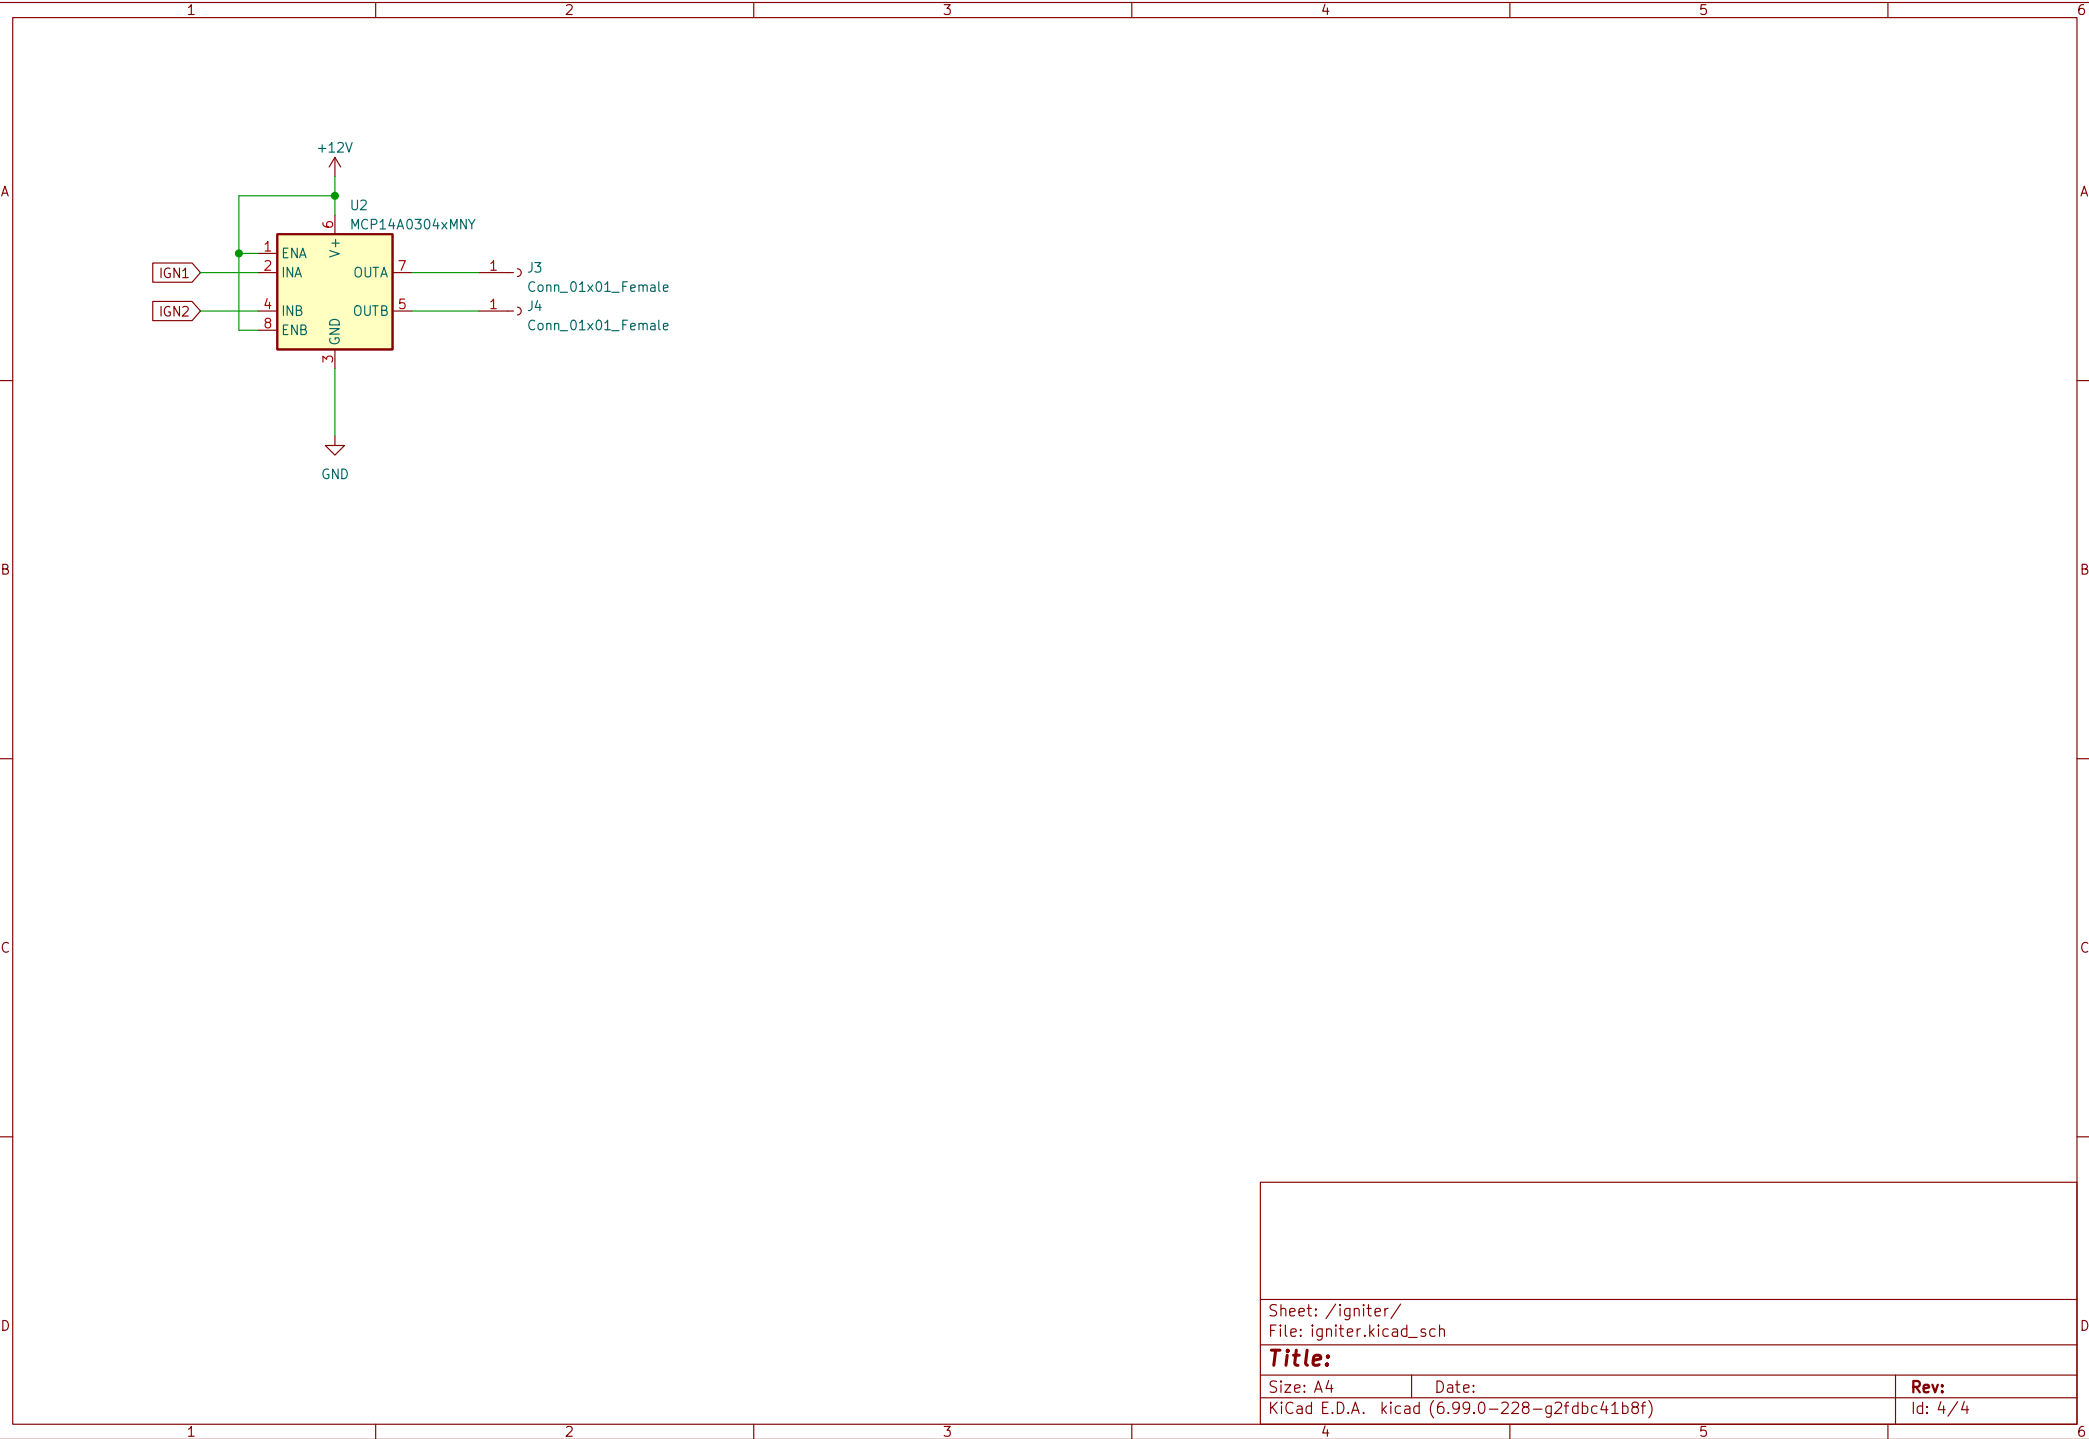 1 2 3 4 5 6
+12V
A A
U2
6 MCP14A0304xMNY
1 ENA V+
IGN1 2 INA OUTA 7 1 J3
Conn_01x01_Female
IGN2 4 INB OUTB 5 1 J4
8 ENB GND Conn_01x01_Female
3
GND
B B
C C
Sheet: /igniter/
D File: igniter.kicad_sch D
Title:
Size: A4 Date: Rev:
KiCad E.D.A. kicad (6.99.0-228-g2fdbc41b8f) Id: 4/4
1 2 3 4 5 6